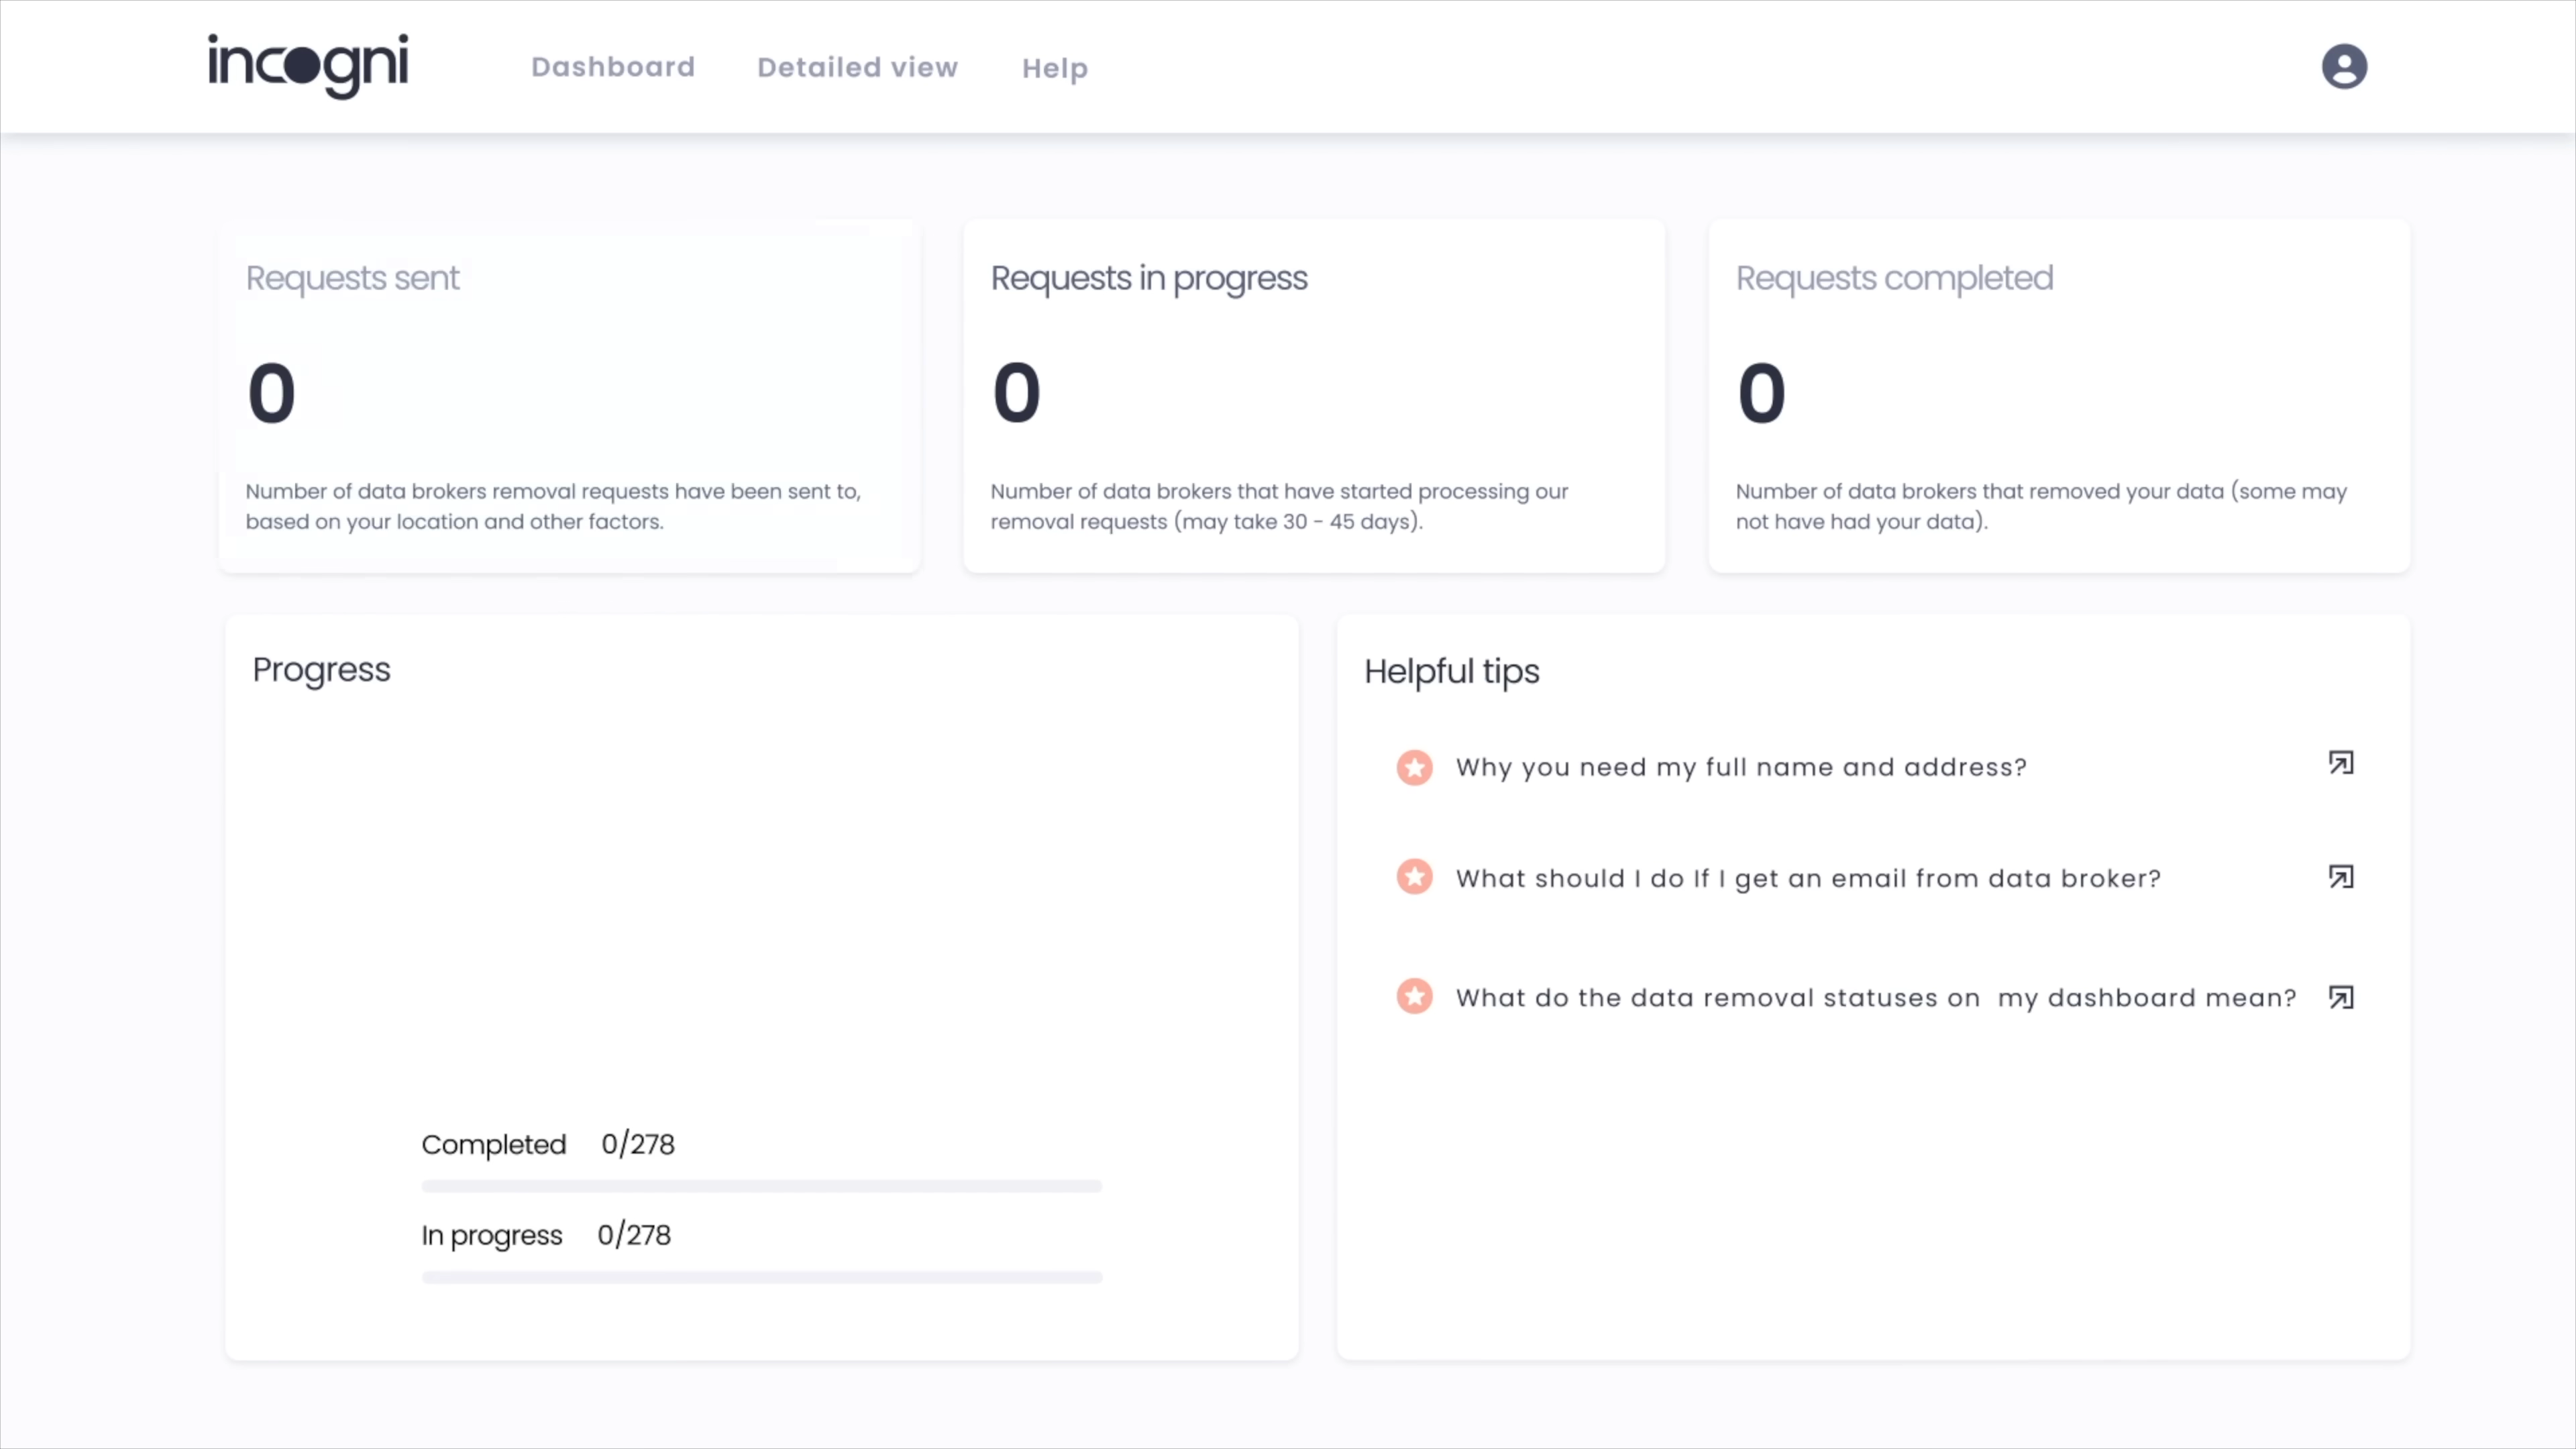 incogni
Dashboard
Detailed view
Help
Requests sent
0
Number of data brokers removal requests have been sent to,
based on your location and other factors.
Requests in progress
0
Number of data brokers that have started processing our
removal requests (may take 30 - 45 days).
Requests completed
0
Number of data brokers that removed your data (some may
not have had your data).
Progress
Completed 0/278
In progress 0/278
Helpful tips
Why you need my full name and address?
What should I do If I get an email from data broker?
What do the data removal statuses on my dashboard mean?